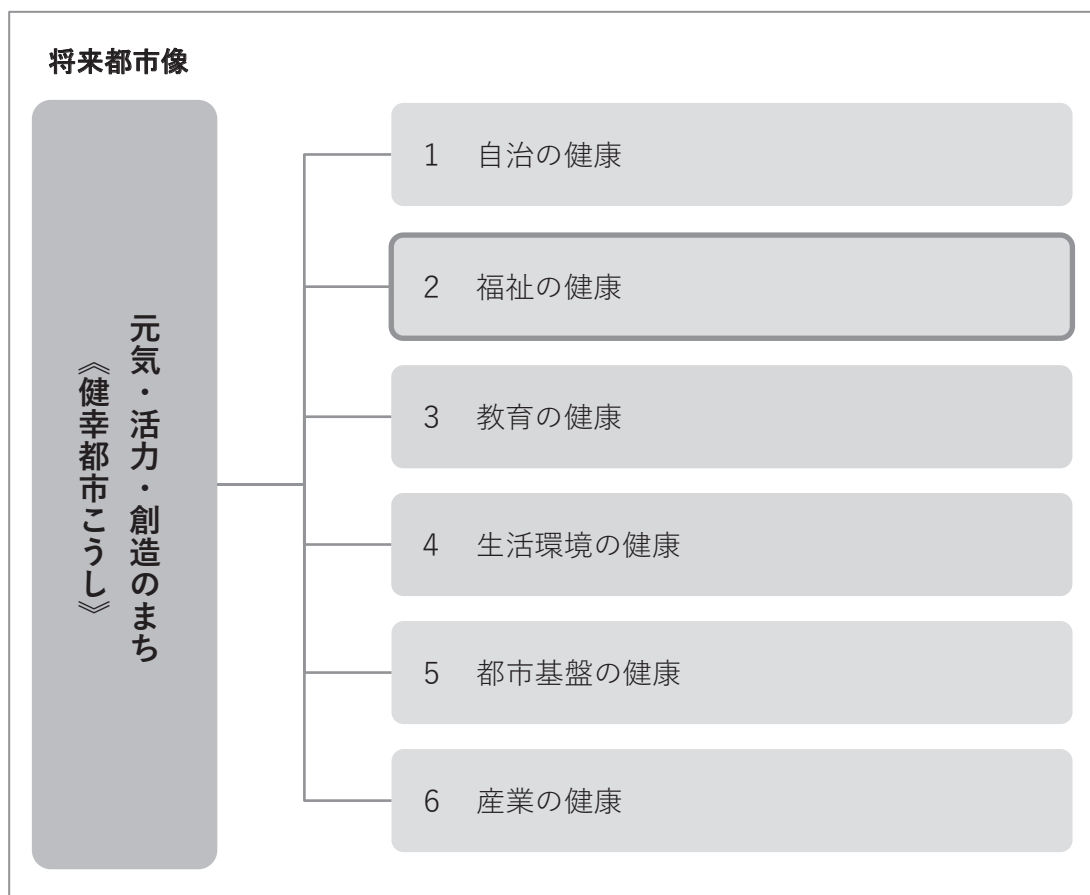 将来都市像
元気・活力・創造のまち
《健幸都市こうし》
1 自治の健康
2 福祉の健康
3 教育の健康
4 生活環境の健康
5 都市基盤の健康
6 産業の健康